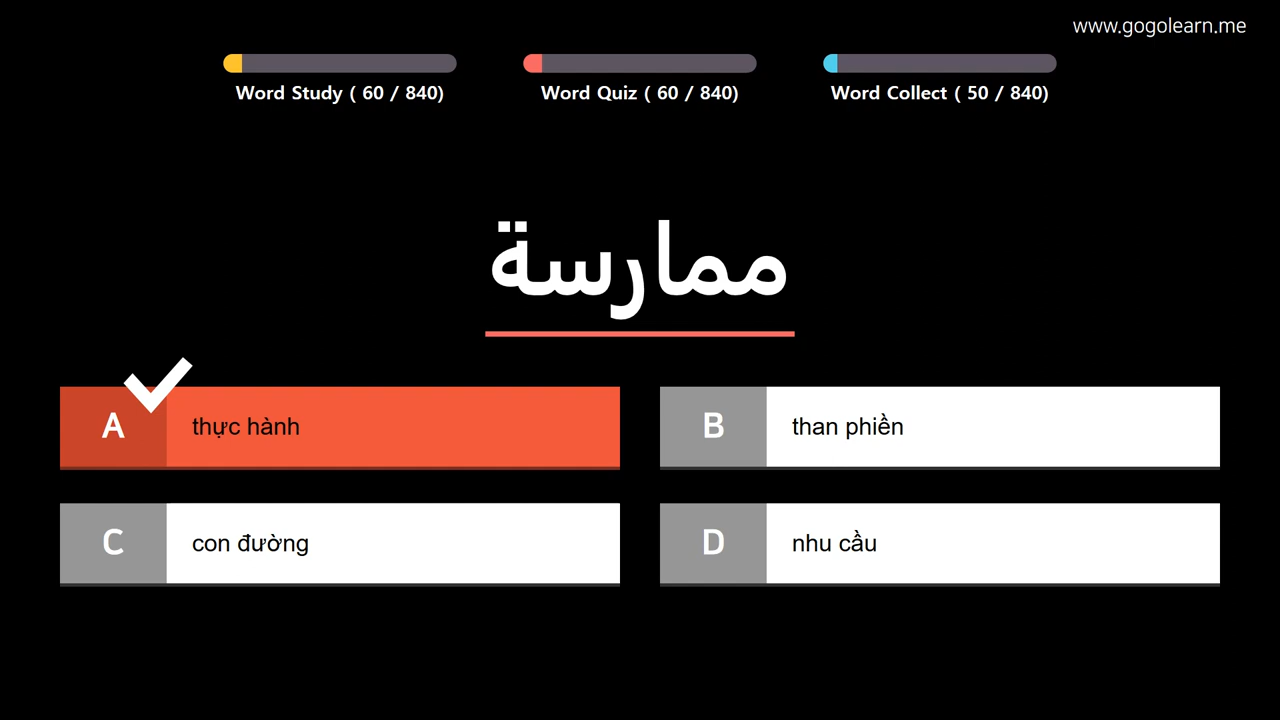 www.gogolearn.me
Word Study ( 60 / 840)
Word Quiz ( 60 / 840)
Word Collect ( 50 / 840)
ممارسة
A
thực hành
B
than phiền
C
con đường
D
nhu cầu